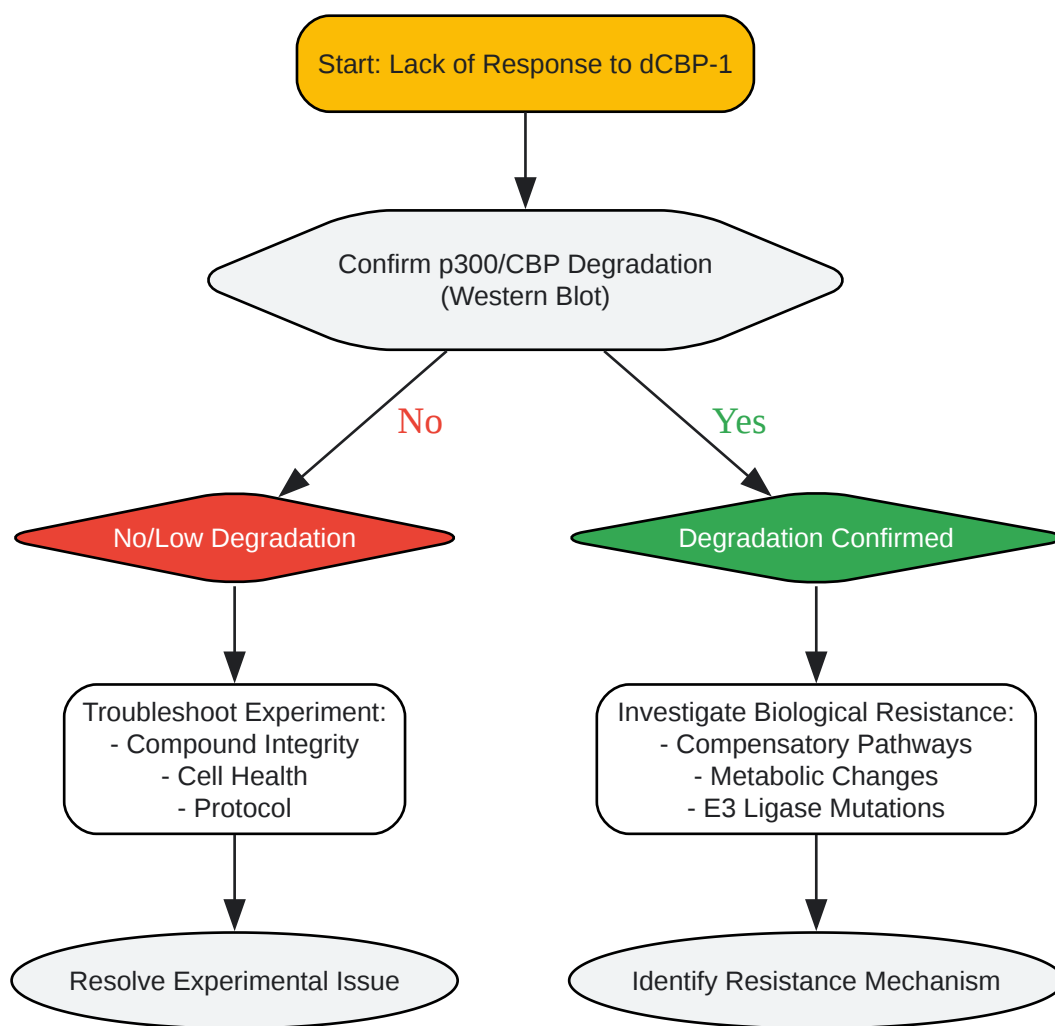 Start: Lack of Response to dCBP-1
Confirm p300/CBP Degradation
(Western Blot)
No
Yes
No/Low Degradation
Degradation Confirmed
Troubleshoot Experiment:
- Compound Integrity
- Cell Health
- Protocol
Investigate Biological Resistance:
- Compensatory Pathways
- Metabolic Changes
- E3 Ligase Mutations
Resolve Experimental Issue
Identify Resistance Mechanism